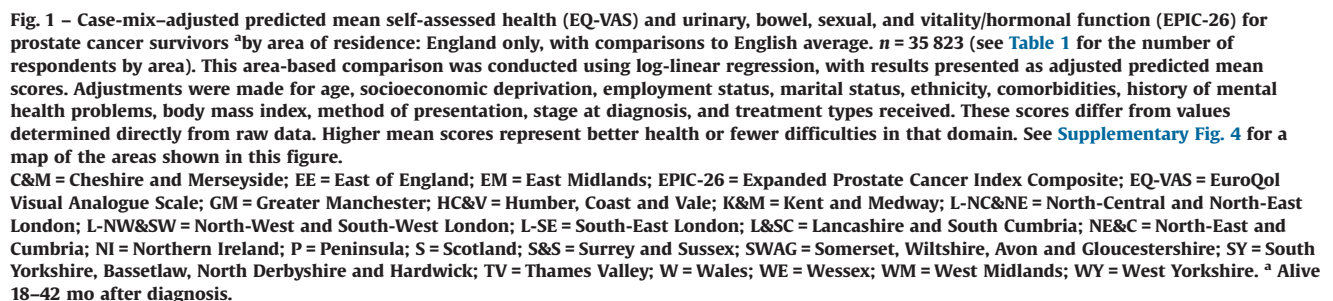 Fig. 1 – Case-mix–adjusted predicted mean self-assessed health (EQ-VAS) and urinary, bowel, sexual, and vitality/hormonal function (EPIC-26) for
prostate cancer survivors ᵃby area of residence: England only, with comparisons to English average. n = 35 823 (see Table 1 for the number of
respondents by area). This area-based comparison was conducted using log-linear regression, with results presented as adjusted predicted mean
scores. Adjustments were made for age, socioeconomic deprivation, employment status, marital status, ethnicity, comorbidities, history of mental
health problems, body mass index, method of presentation, stage at diagnosis, and treatment types received. These scores differ from values
determined directly from raw data. Higher mean scores represent better health or fewer difficulties in that domain. See Supplementary Fig. 4 for a
map of the areas shown in this figure.
C&M = Cheshire and Merseyside; EE = East of England; EM = East Midlands; EPIC-26 = Expanded Prostate Cancer Index Composite; EQ-VAS = EuroQol
Visual Analogue Scale; GM = Greater Manchester; HC&V = Humber, Coast and Vale; K&M = Kent and Medway; L-NC&NE = North-Central and North-East
London; L-NW&SW = North-West and South-West London; L-SE = South-East London; L&SC = Lancashire and South Cumbria; NE&C = North-East and
Cumbria; NI = Northern Ireland; P = Peninsula; S = Scotland; S&S = Surrey and Sussex; SWAG = Somerset, Wiltshire, Avon and Gloucestershire; SY = South
Yorkshire, Bassetlaw, North Derbyshire and Hardwick; TV = Thames Valley; W = Wales; WE = Wessex; WM = West Midlands; WY = West Yorkshire. ᵃ Alive
18–42 mo after diagnosis.